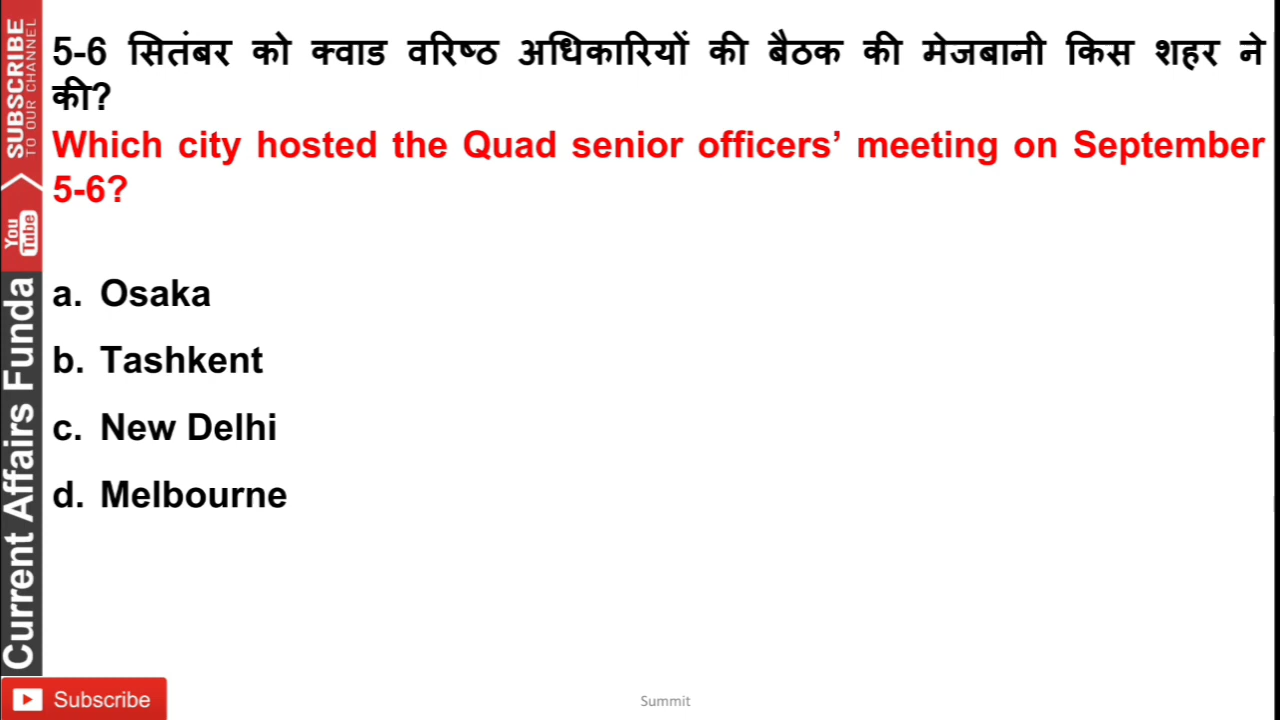 5-6 सितंबर को क्वाड वरिष्ठ अधिकारियों की बैठक की मेजबानी किस शहर ने
की?
Which city hosted the Quad senior officers’ meeting on September
5-6?
a. Osaka
b. Tashkent
c. New Delhi
d. Melbourne
SUBSCRIBE
TO OUR CHANNEL
You
Tube
Current Affairs Funda
Subscribe
Summit